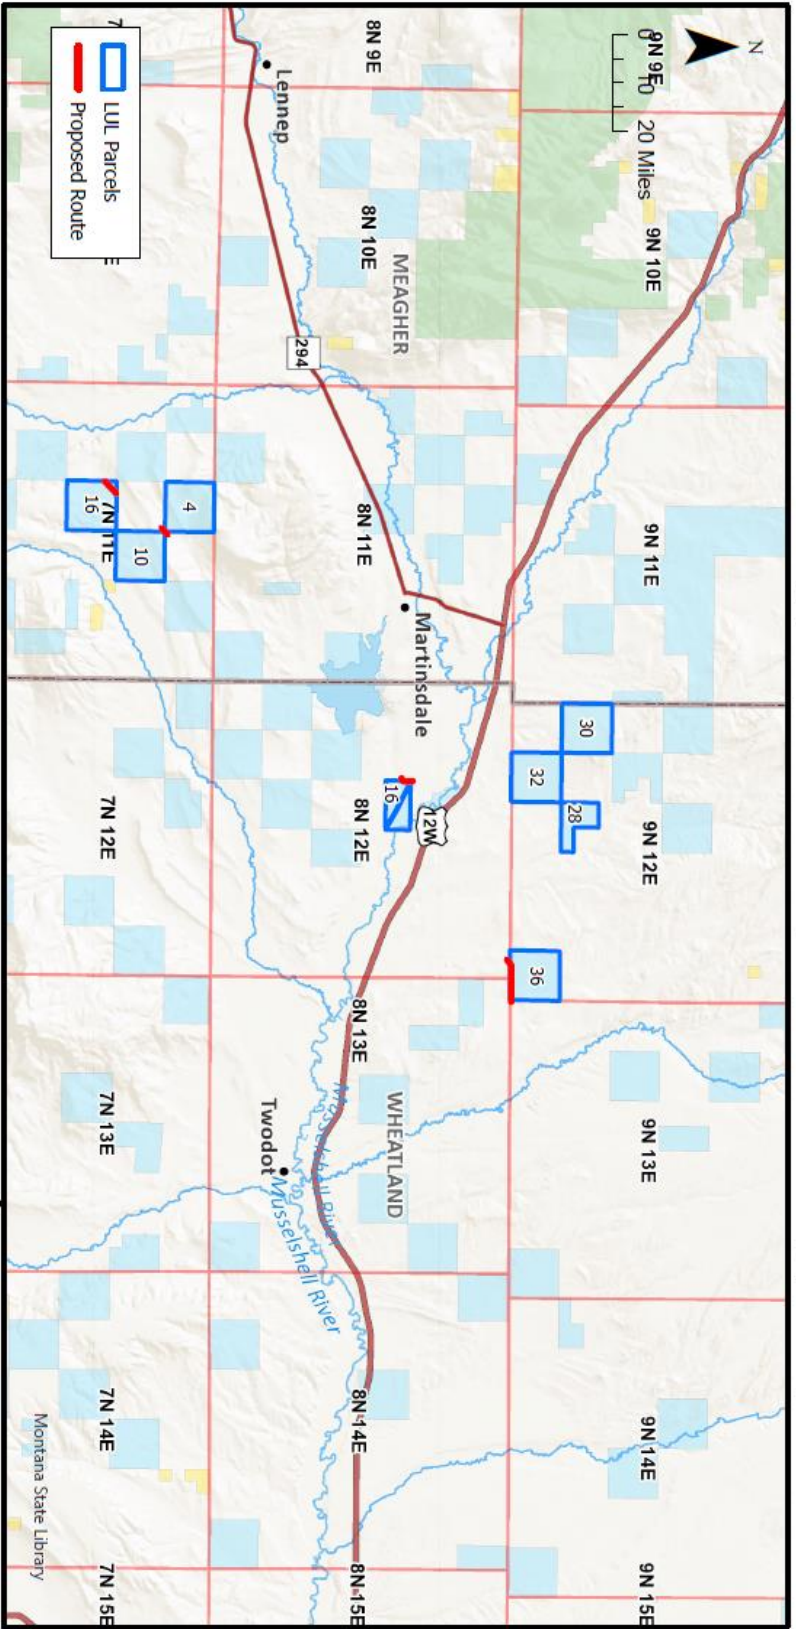 N
9N 9E
0 10 20 Miles
9N 10E
9N 11E
9N 12E
9N 13E
9N 14E
9N 15E
30
28
32
36
12W
Martinsdale
MEAGHER
WHEATLAND
16
8N 9E
8N 10E
8N 11E
8N 12E
8N 13E
8N 14E
8N 15E
294
Lennep
Musselshell River
Musselshell River
Twodot
4
10
16
7N 11E
7N 12E
7N 13E
7N 14E
7N 15E
7
E
LUL Parcels
Proposed Route
Montana State Library